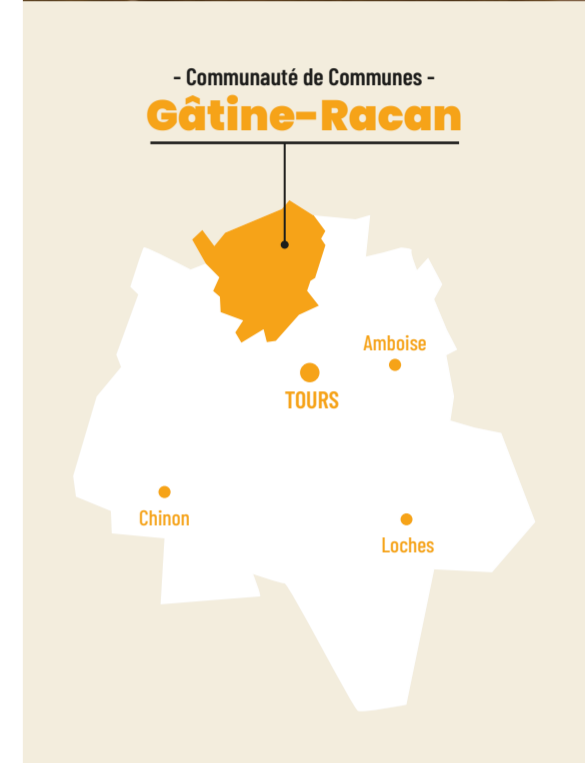 - Communauté de Communes -
Gâtine-Racan
Amboise
TOURS
Chinon
Loches